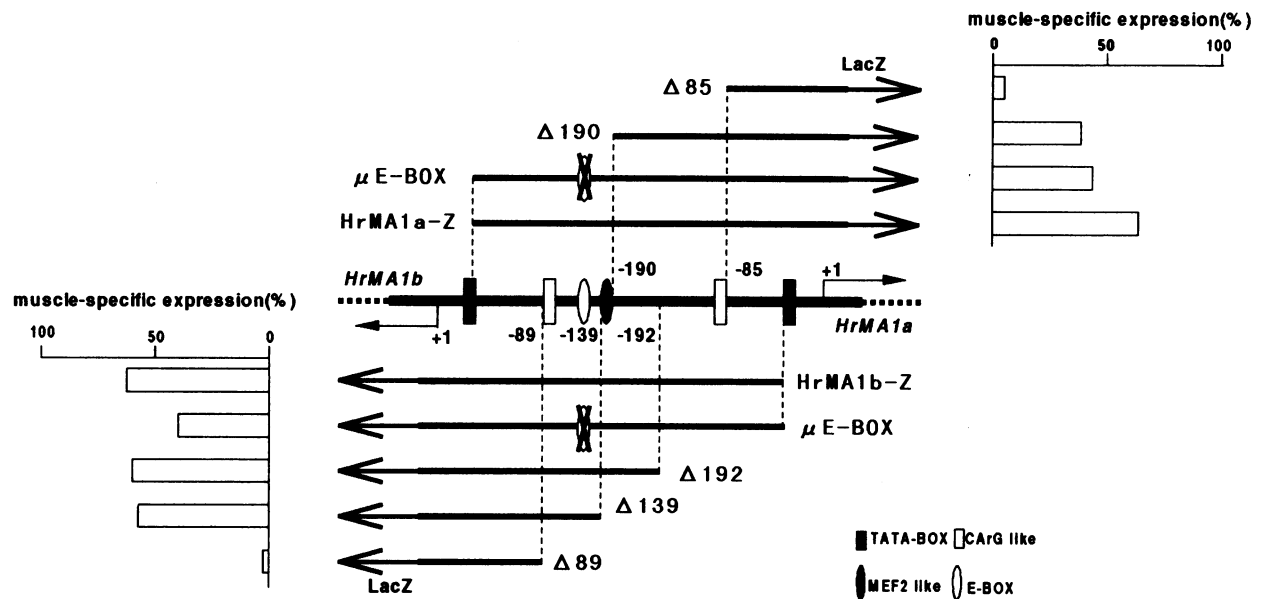 muscle-specific expression(%)
0 50 100
LacZ
Δ85
Δ190
μE-BOX
HrMA1a-Z
HrMA1b
-190
-85
+1
HrMA1a
muscle-specific expression(%)
100 50 0
+1
-89
-139
-192
HrMA1b-Z
μE-BOX
Δ192
Δ139
Δ89
LacZ
TATA-BOX CArG like
MEF2 like E-BOX